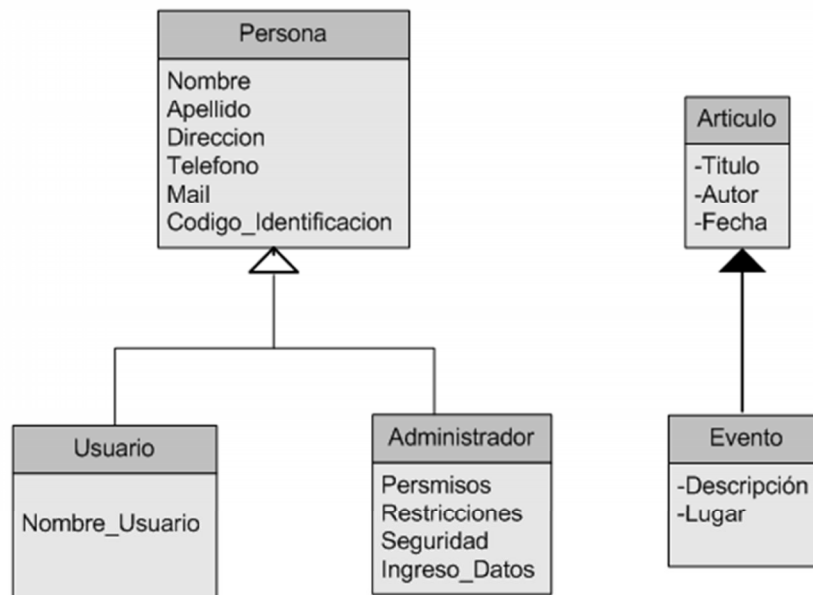 Persona
Nombre
Apellido
Direccion
Telefono
Mail
Codigo_Identificacion
Articulo
-Titulo
-Autor
-Fecha
Usuario
Nombre_Usuario
Administrador
Persmisos
Restricciones
Seguridad
Ingreso_Datos
Evento
-Descripción
-Lugar